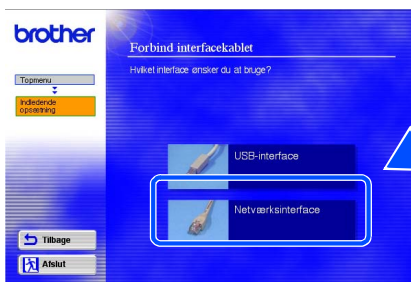 brother
Forbind interfacekablet
Hvilket interface ønsker du at bruge?
Topmenu
Indledende
opsætning
USB-interface
Netværksinterface
Tilbage
Afslut